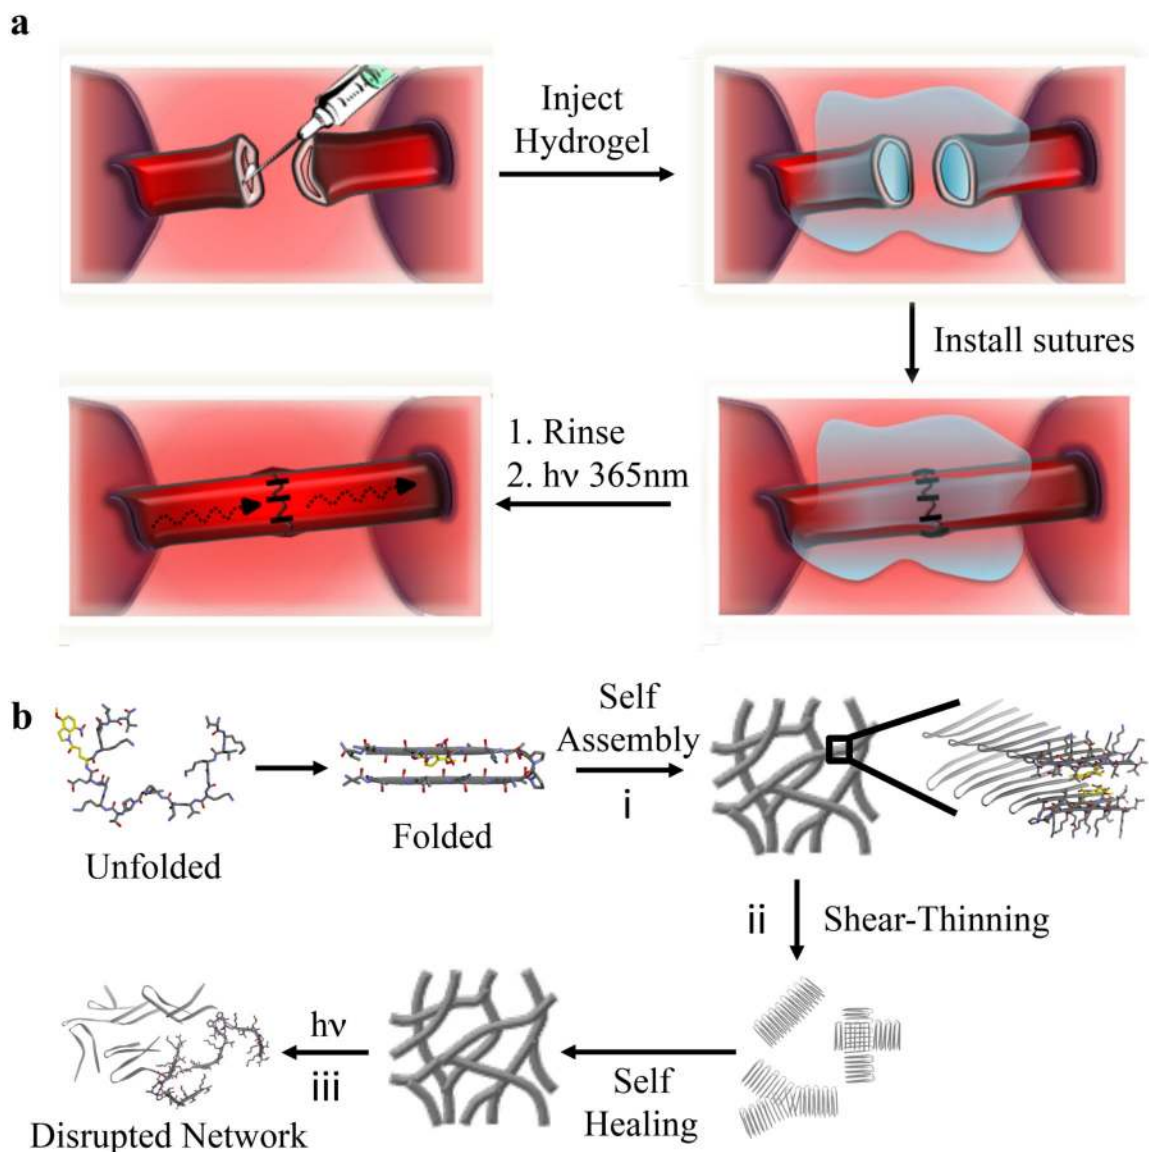 a
Inject
Hydrogel
Install sutures
1. Rinse
2. hν 365nm
b
Unfolded
Folded
Self
Assembly
i
ii
Shear-Thinning
Self
Healing
hν
iii
Disrupted Network